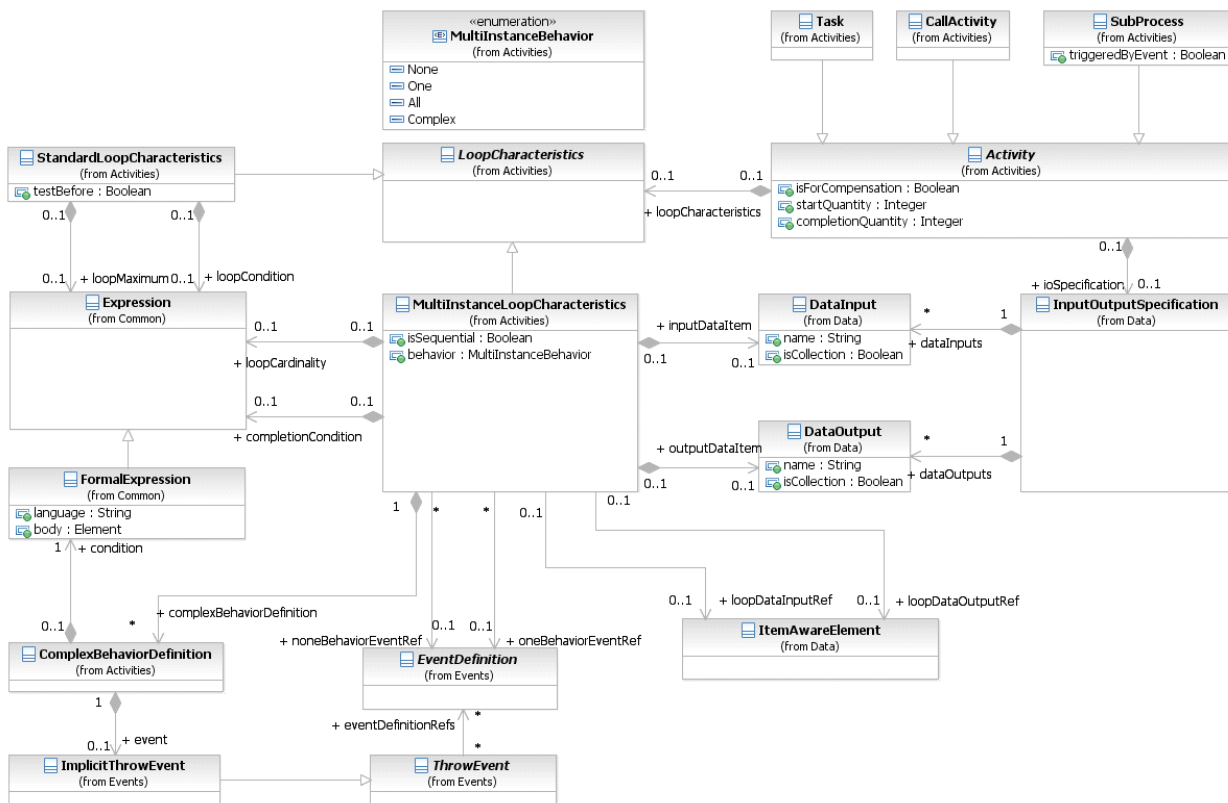 «enumeration»
MultiInstanceBehavior
(from Activities)
None
One
All
Complex
Task
(from Activities)
CallActivity
(from Activities)
SubProcess
(from Activities)
triggeredByEvent : Boolean
StandardLoopCharacteristics
(from Activities)
testBefore : Boolean
LoopCharacteristics
(from Activities)
Activity
(from Activities)
isForCompensation : Boolean
startQuantity : Integer
completionQuantity : Integer
0..1
0..1
+ loopCharacteristics
0..1
0..1
0..1
+ loopMaximum
0..1
+ loopCondition
0..1
+ ioSpecification
0..1
Expression
(from Common)
MultiInstanceLoopCharacteristics
(from Activities)
isSequential : Boolean
behavior : MultiInstanceBehavior
DataInput
(from Data)
name : String
isCollection : Boolean
InputOutputSpecification
(from Data)
0..1
0..1
+ loopCardinality
+ inputDataItem
0..1
0..1
*
1
+ dataInputs
0..1
0..1
+ completionCondition
DataOutput
(from Data)
name : String
isCollection : Boolean
+ outputDataItem
0..1
0..1
*
1
+ dataOutputs
FormalExpression
(from Common)
language : String
body : Element
1
+ condition
1
*
*
0..1
0..1
+ complexBehaviorDefinition
0..1
*
0..1
+ noneBehaviorEventRef
0..1
+ oneBehaviorEventRef
0..1
+ loopDataInputRef
0..1
+ loopDataOutputRef
ItemAwareElement
(from Data)
ComplexBehaviorDefinition
(from Activities)
EventDefinition
(from Events)
1
0..1
+ event
+ eventDefinitionRefs
*
*
ImplicitThrowEvent
(from Events)
ThrowEvent
(from Events)